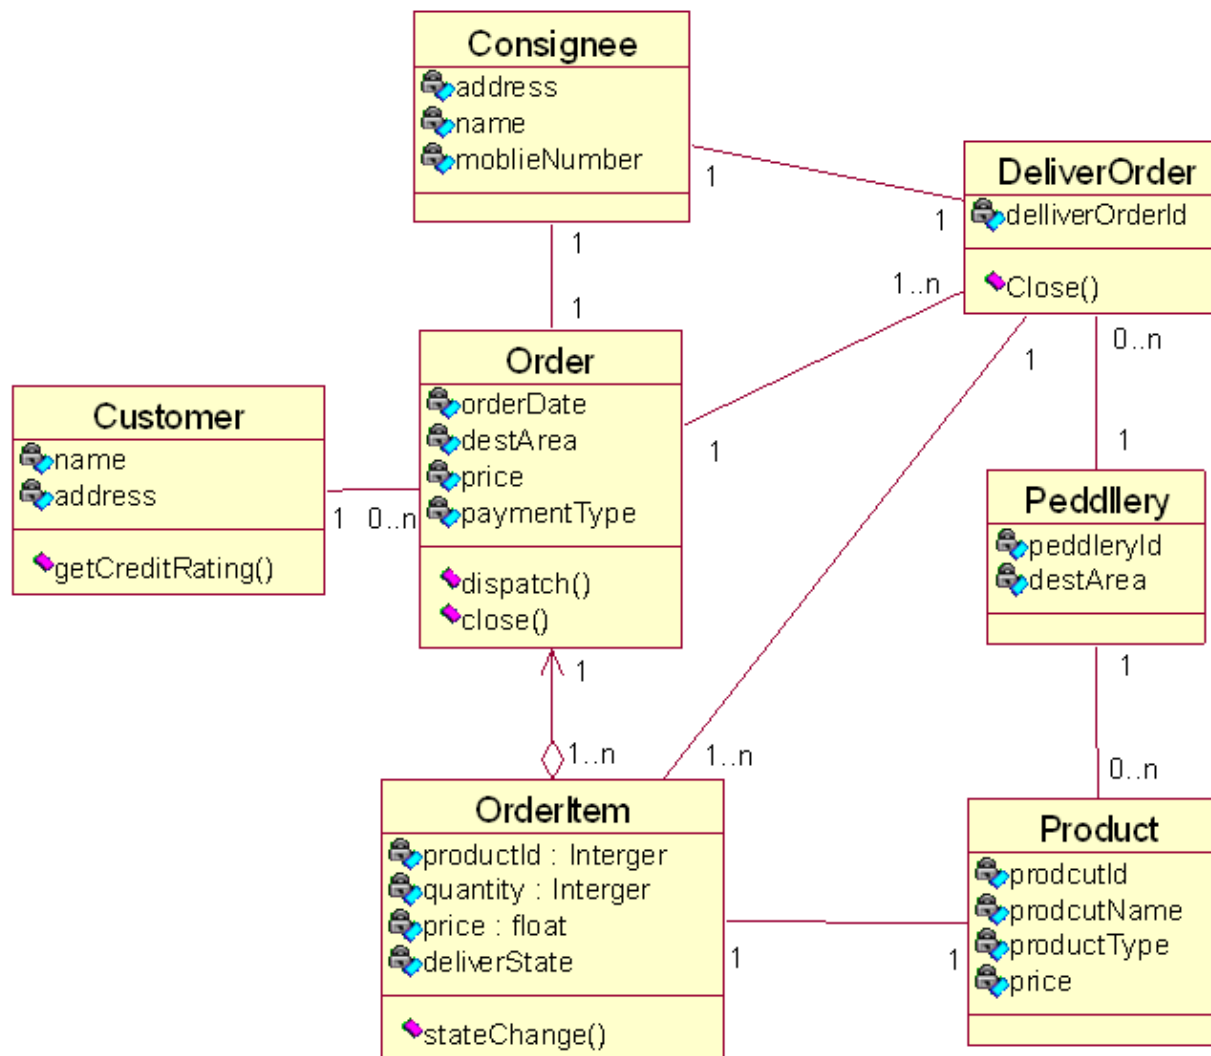 Consignee
address
name
moblieNumber
1
1
DeliverOrder
delliverOrderId
Close()
1
1
1..n
1
0..n
1
1
Order
orderDate
destArea
price
paymentType
dispatch()
close()
Customer
name
address
getCreditRating()
1 0..n
Peddllery
peddleryId
destArea
1
0..n
1
1..n
1..n
OrderItem
productId : Interger
quantity : Interger
price : float
deliverState
stateChange()
1
1
Product
prodcutId
prodcutName
productType
price